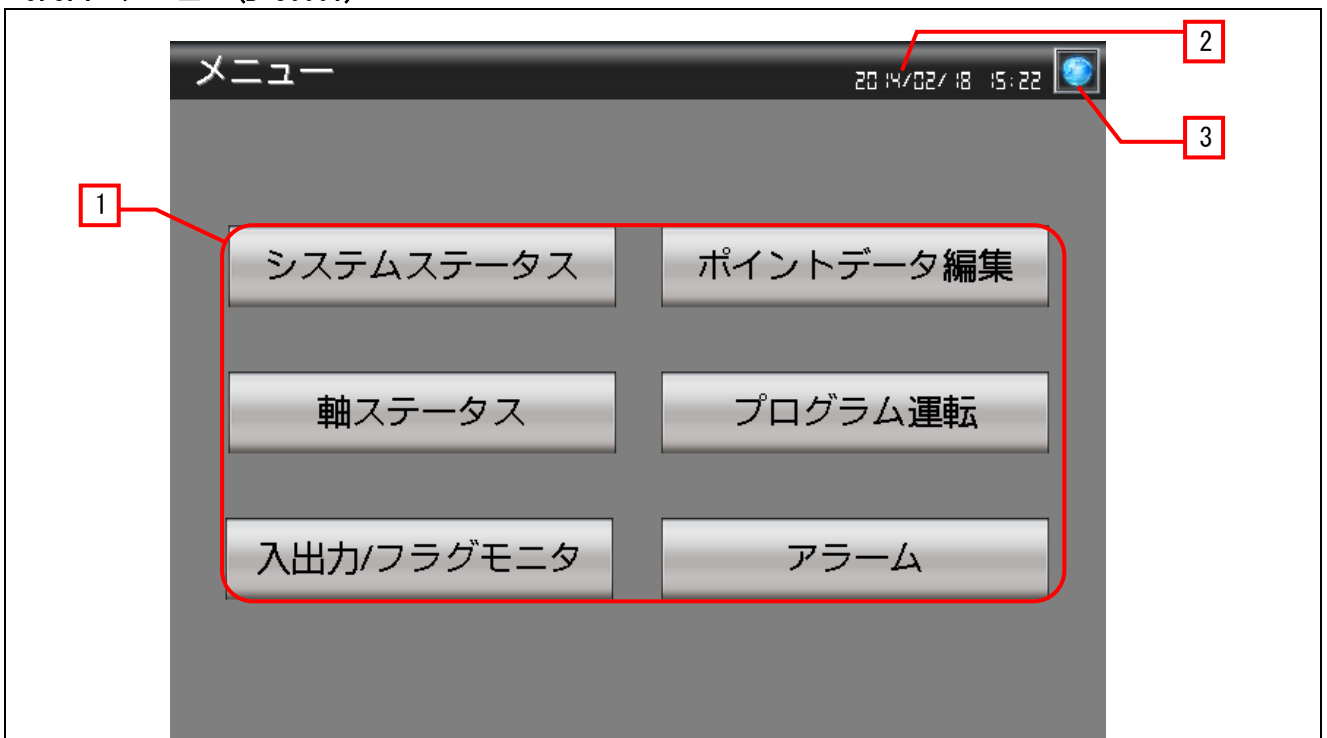 2
メニュー
2014/02/18 15:22
3
1
システムステータス
ポイントデータ編集
軸ステータス
プログラム運転
入出力/フラグモニタ
アラーム